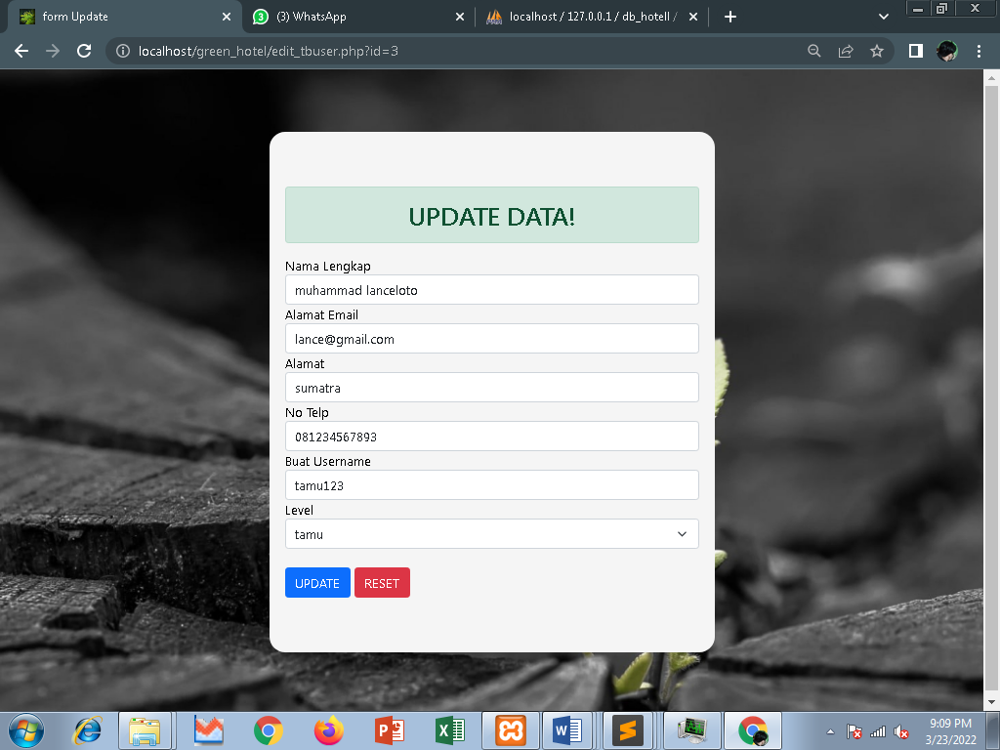 form Update
(3) WhatsApp
localhost / 127.0.0.1 / db_hotell /
localhost/green_hotel/edit_tbuser.php?id=3
UPDATE DATA!
Nama Lengkap
muhammad lanceloto
Alamat Email
lance@gmail.com
Alamat
sumatra
No Telp
081234567893
Buat Username
tamu123
Level
tamu
UPDATE RESET
9:09 PM
3/23/2022